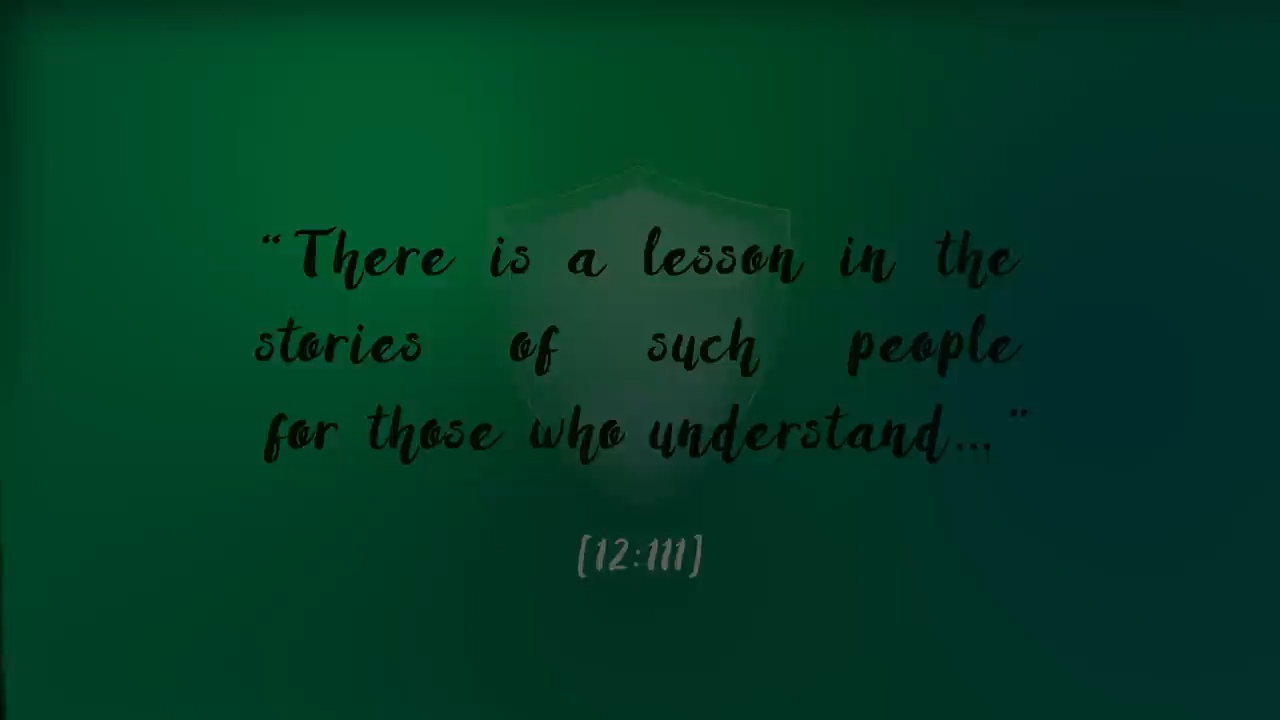 “There is a lesson in the
stories of such people
for those who understand...”
[12:111]